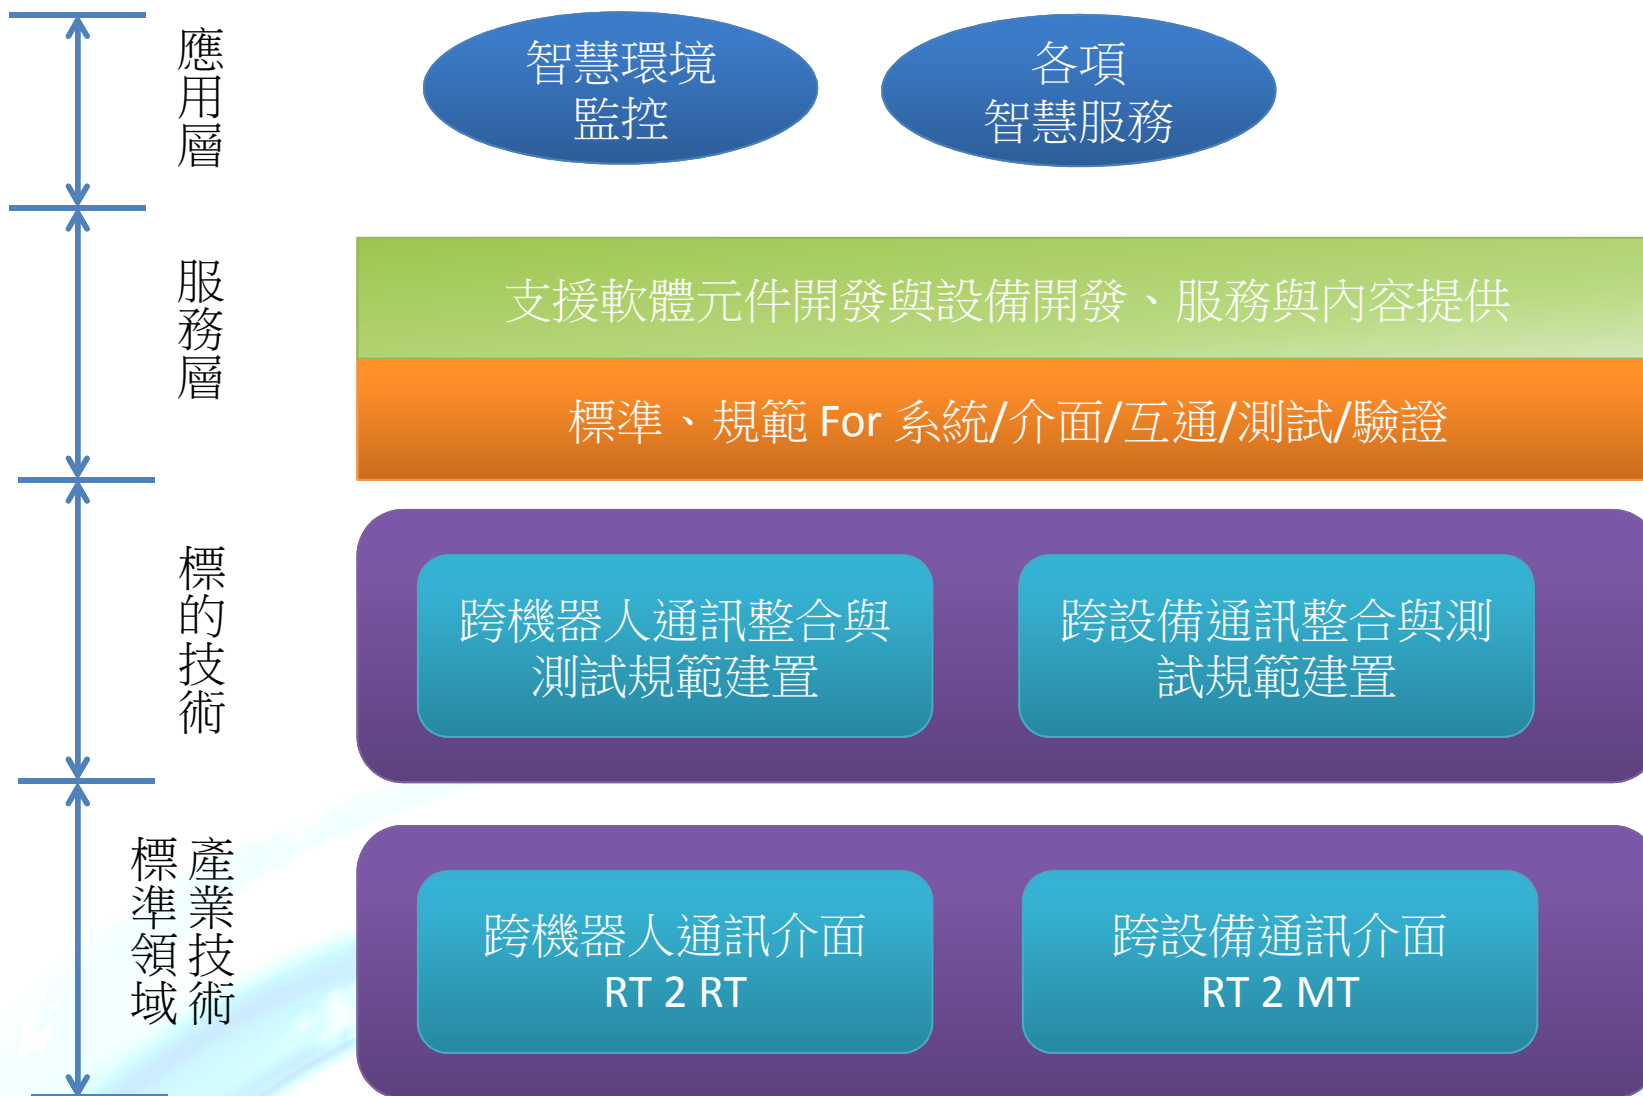 應用層
智慧環境
監控
各項
智慧服務
服務層
支援軟體元件開發與設備開發、服務與內容提供
標準、規範 For 系統/介面/互通/測試/驗證
標的技術
跨機器人通訊整合與
測試規範建置
跨設備通訊整合與測
試規範建置
產業技術
標準領域
跨機器人通訊介面
RT 2 RT
跨設備通訊介面
RT 2 MT